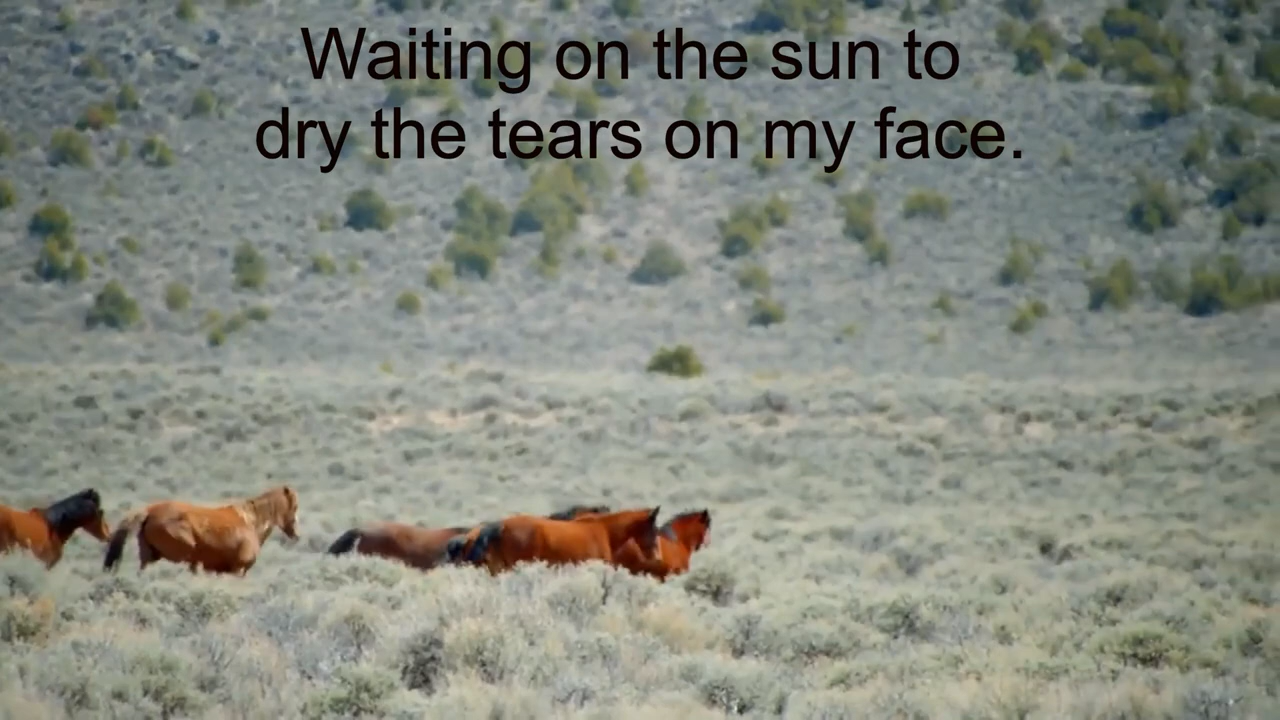 Waiting on the sun to
dry the tears on my face.